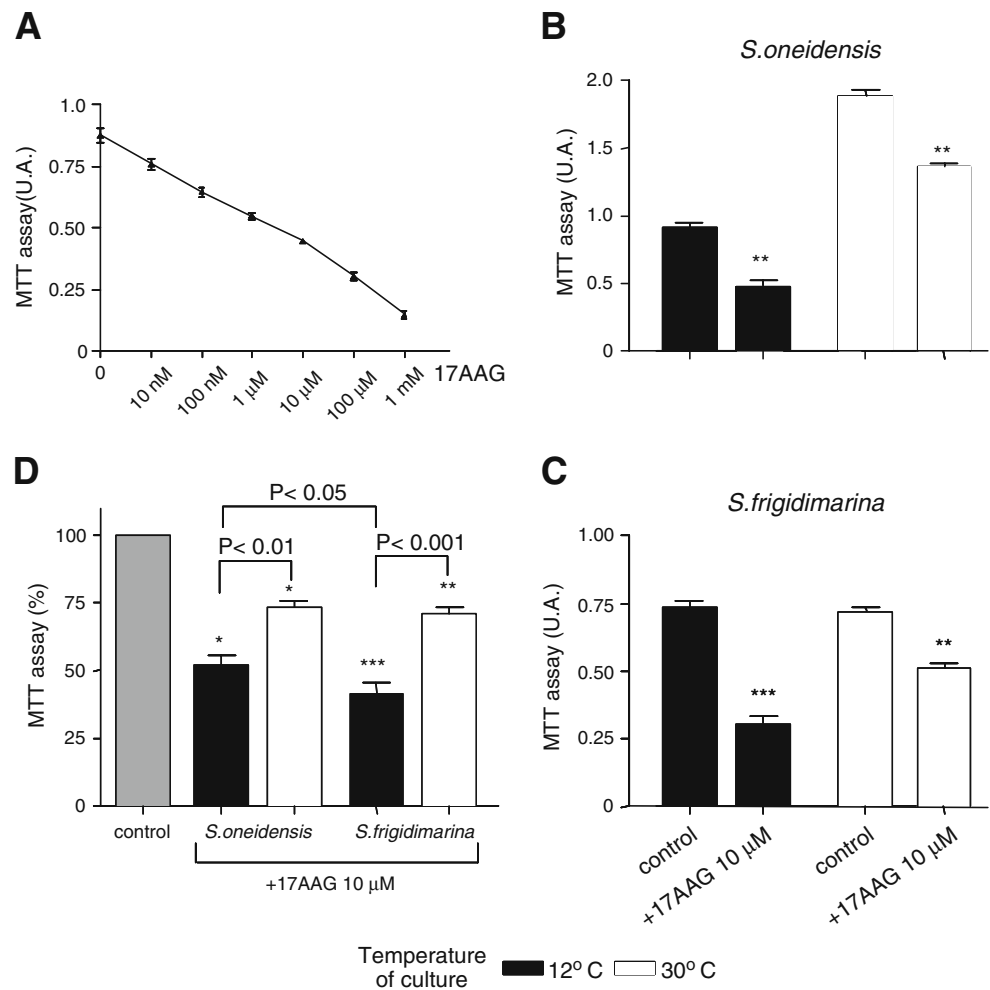 A
MTT assay(U.A.)
1.0
0.75
0.50
0.25
0
0
10 nM
100 nM
1 μM
10 μM
100 μM
1 mM
17AAG
B
S.oneidensis
MTT assay (U.A.)
2.0
1.5
1.0
0.5
0
**
**
D
MTT assay (%)
100
75
50
25
0
P< 0.05
P< 0.01
P< 0.001
*
*
***
**
control
S.oneidensis
S.frigidimarina
+17AAG 10 μM
C
S.frigidimarina
MTT assay (U.A.)
1.00
0.75
0.50
0.25
0
***
**
control
+17AAG 10 μM
control
+17AAG 10 μM
Temperature
of culture
12º C
30º C